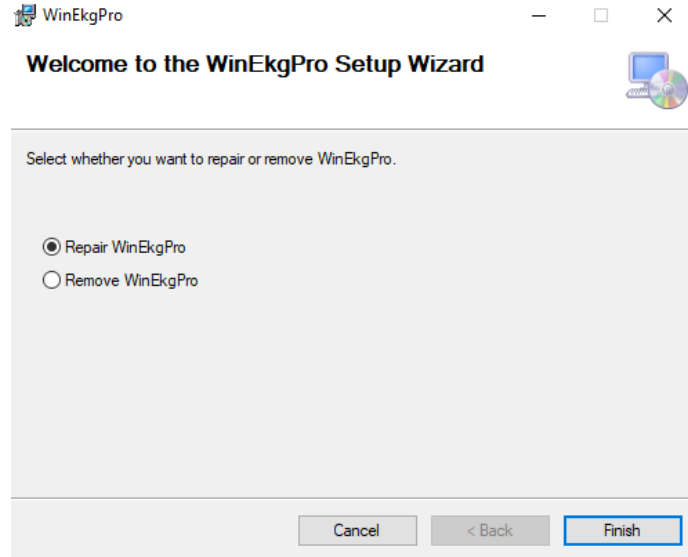 WinEkgPro
Welcome to the WinEkgPro Setup Wizard
Select whether you want to repair or remove WinEkgPro.
Repair WinEkgPro
Remove WinEkgPro
Cancel
< Back
Finish